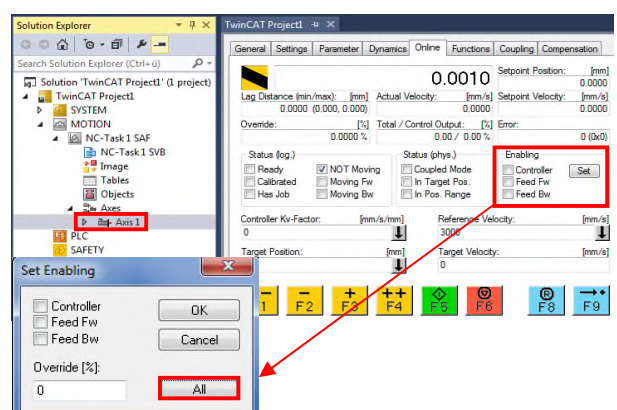 Solution Explorer
Search Solution Explorer (Ctrl+ü)
Solution 'TwinCAT Project1' (1 project)
TwinCAT Project1
SYSTEM
MOTION
NC-Task 1 SAF
NC-Task 1 SVB
Image
Tables
Objects
Axes
Axis 1
PLC
SAFETY
TwinCAT Project1
General Settings Parameter Dynamics Online Functions Coupling Compensation
0.0010
Setpoint Position: [mm]
0.0000
Lag Distance (min/max): [mm] Actual Velocity: [mm/s] Setpoint Velocity: [mm/s]
0.0000 (0.000, 0.000) 0.0000 0.0000
Override: [%] Total / Control Output: [%] Error:
0.0000 % 0.00 / 0.00 % 0 (0x0)
Status (log.) Status (phys.) Enabling
Ready NOT Moving Coupled Mode Controller Set
Calibrated Moving Fw In Target Pos. Feed Fw
Has Job Moving Bw In Pos. Range Feed Bw
Controller Kv-Factor: [mm/s/mm] Reference Velocity: [mm/s]
0 3000
Target Position: [mm] Target Velocity: [mm/s]
0
1 F2 F3 F4 F5 F6 F8 F9
Set Enabling
Controller OK
Feed Fw
Feed Bw Cancel
Override [%]:
0 All